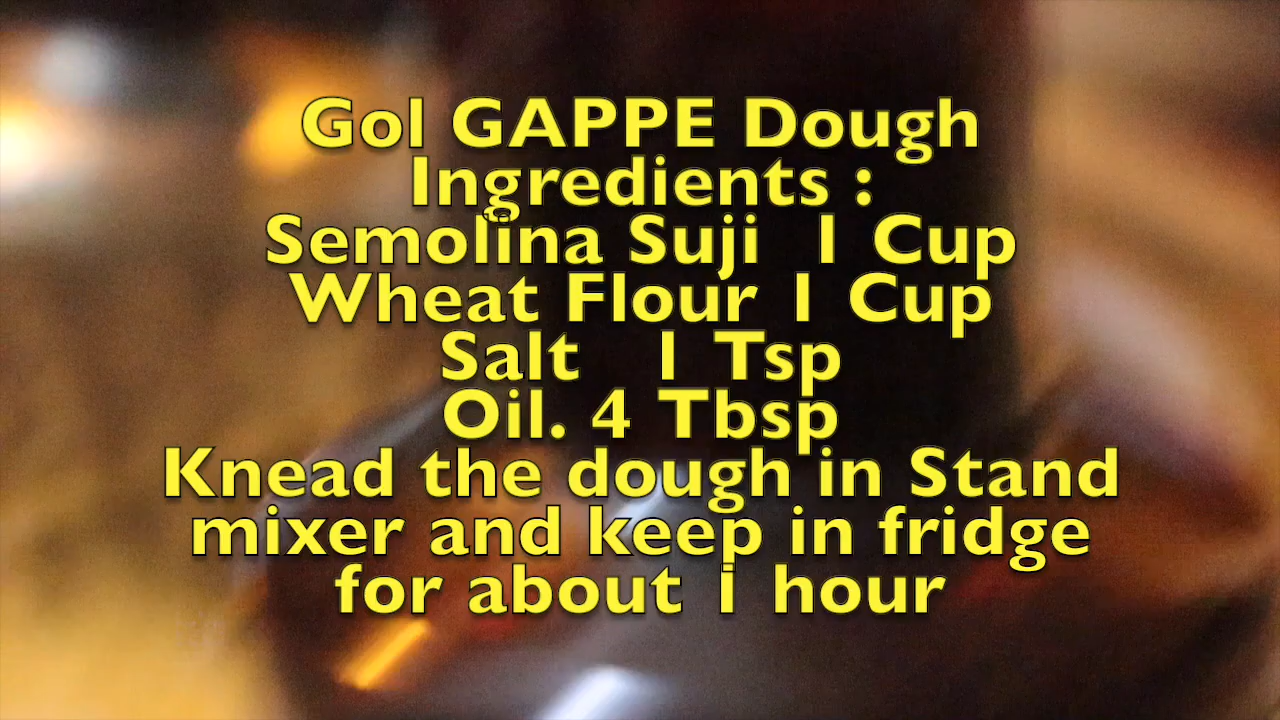 Gol GAPPE Dough
Ingredients :
Semolina Suji  1 Cup
Wheat Flour 1 Cup
Salt   1 Tsp
Oil. 4 Tbsp
Knead the dough in Stand
mixer and keep in fridge
for about 1 hour